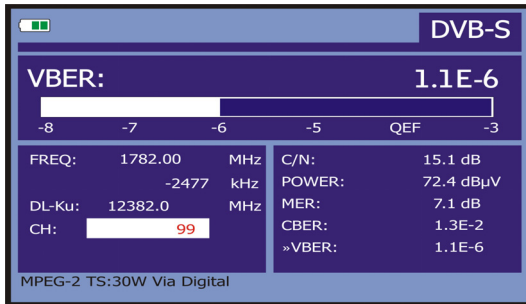 DVB-S
VBER: 1.1E-6
-8 -7 -6 -5 QEF -3
FREQ: 1782.00 MHz
-2477 kHz
DL-Ku: 12382.0 MHz
CH: 99
C/N: 15.1 dB
POWER: 72.4 dBµV
MER: 7.1 dB
CBER: 1.3E-2
»VBER: 1.1E-6
MPEG-2 TS:30W Via Digital